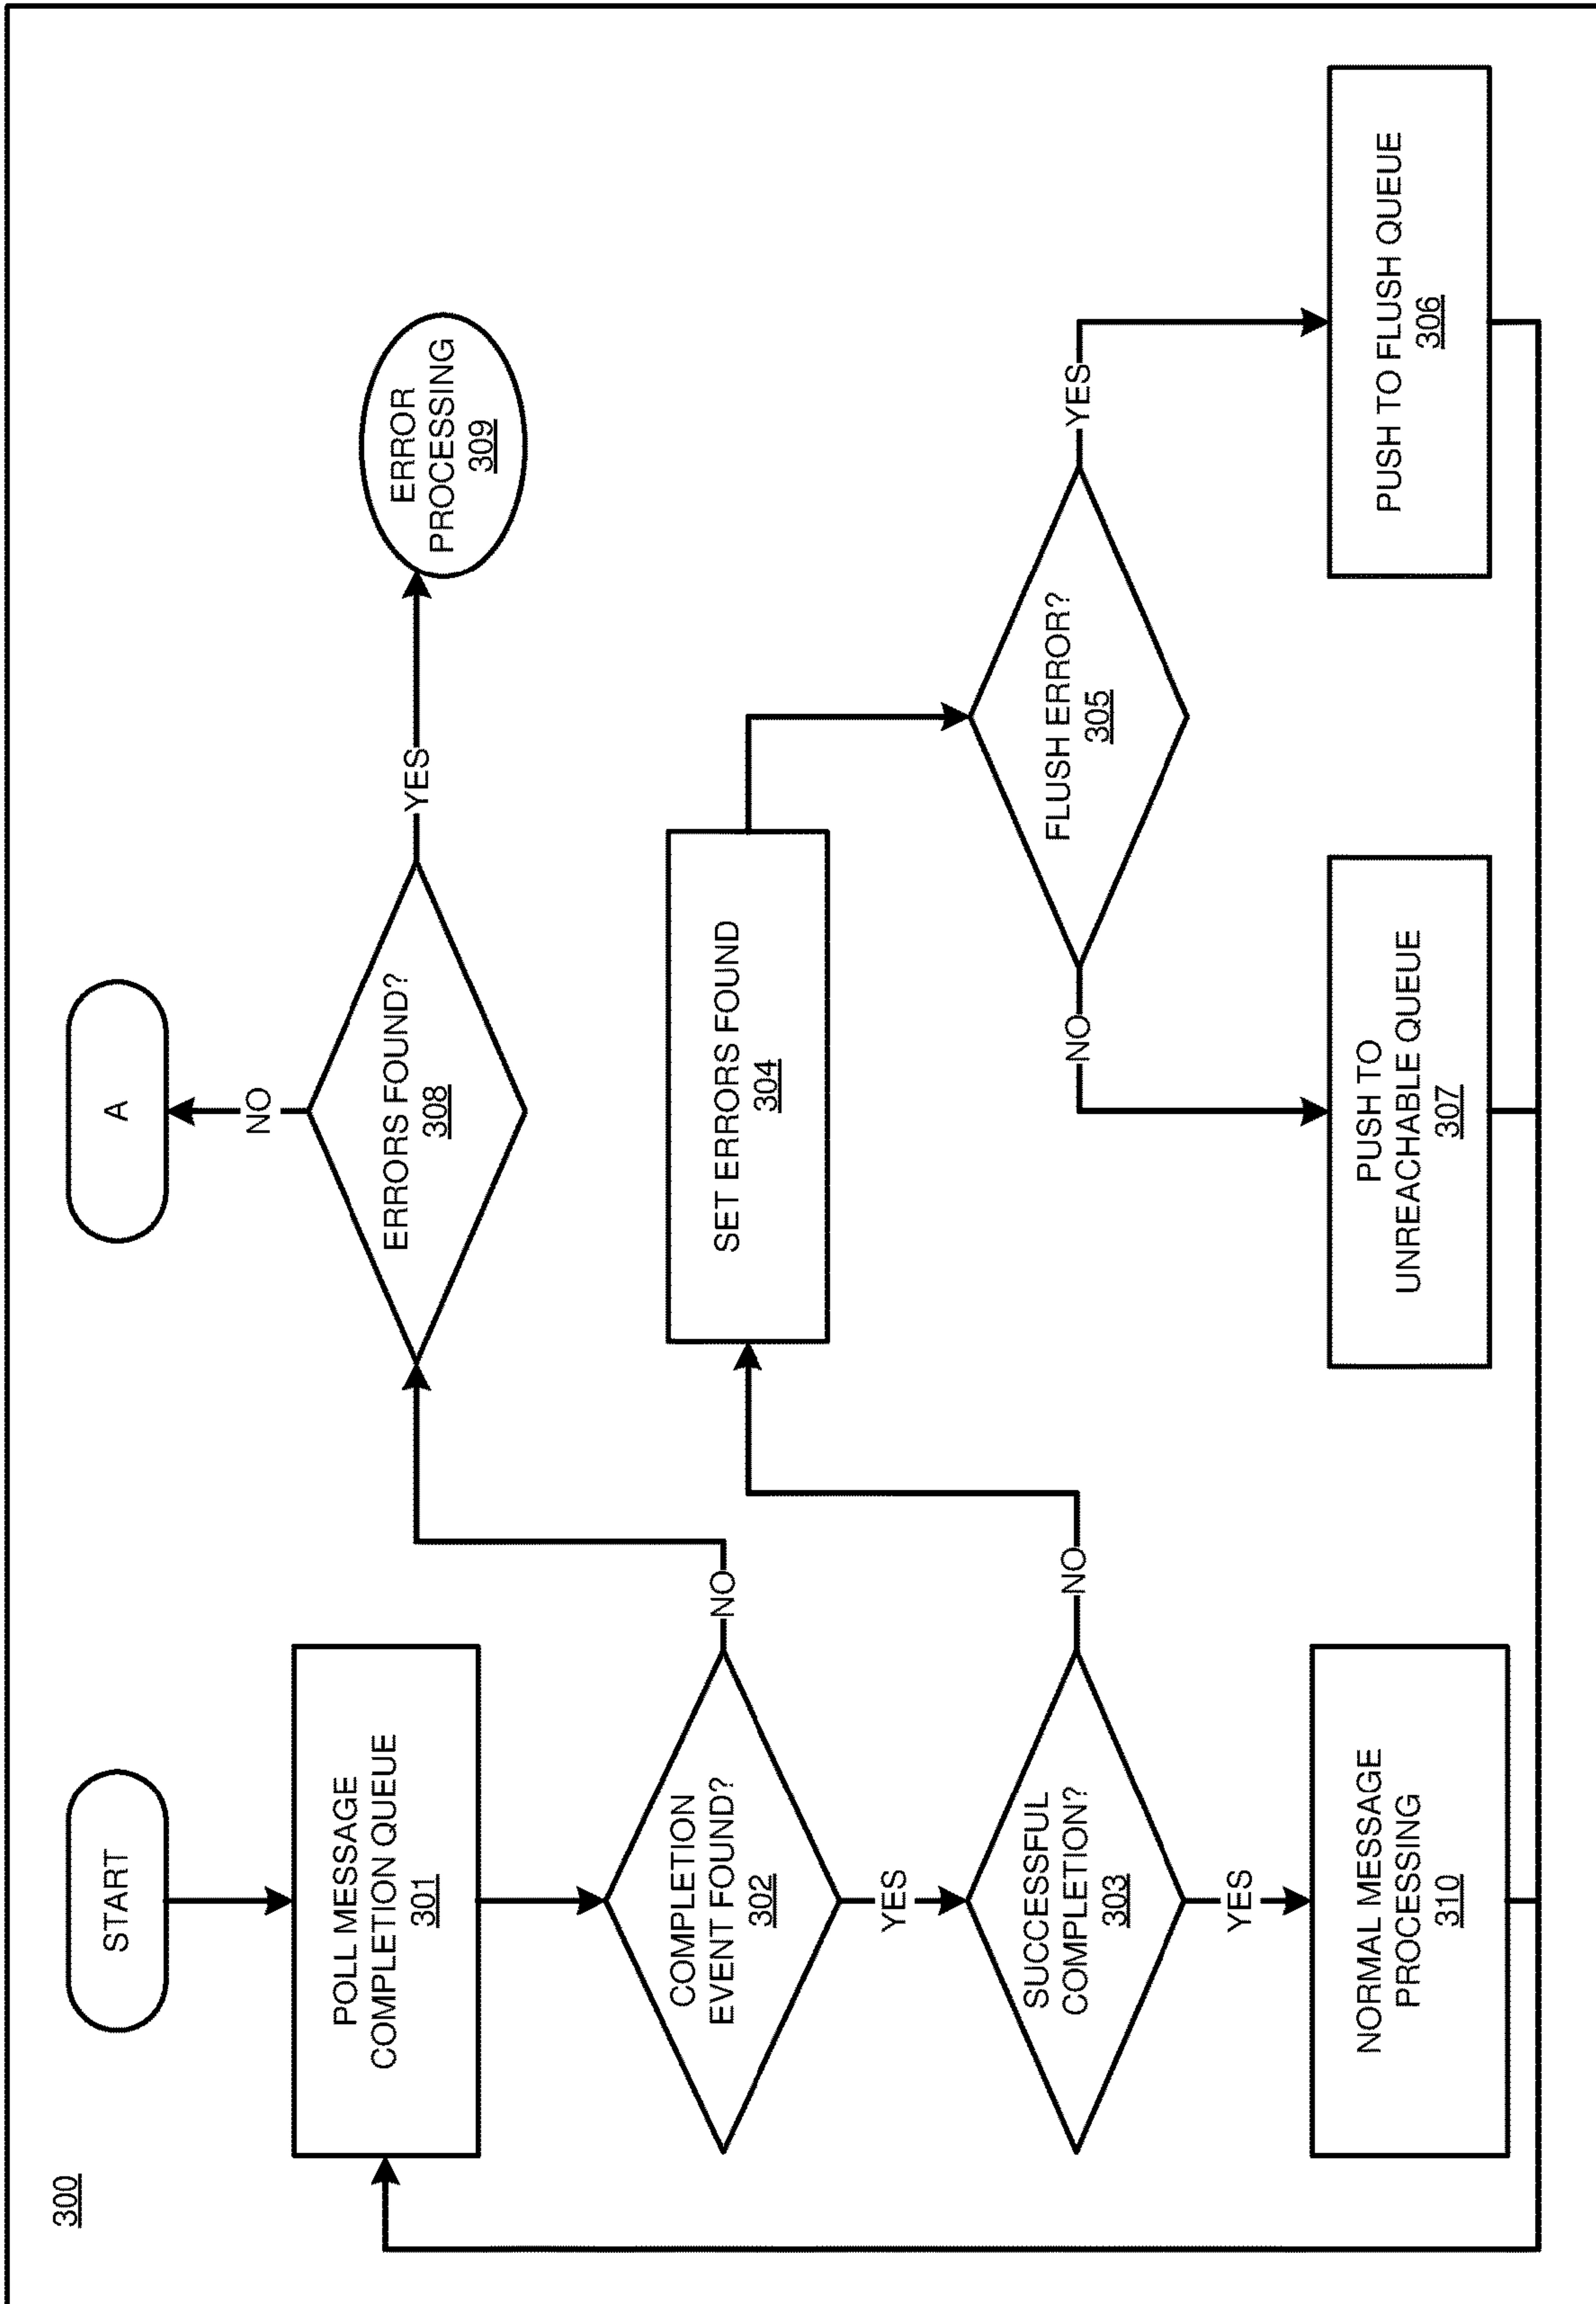 300
START
A
POLL MESSAGE
COMPLETION QUEUE
301
NO
ERRORS FOUND?
308
YES
ERROR
PROCESSING
309
COMPLETION
EVENT FOUND?
302
NO
YES
SET ERRORS FOUND
304
SUCCESSFUL
COMPLETION?
303
NO
YES
FLUSH ERROR?
305
NO
YES
NORMAL MESSAGE
PROCESSING
310
PUSH TO
UNREACHABLE QUEUE
307
PUSH TO FLUSH QUEUE
306